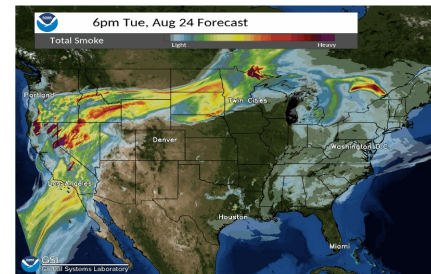 6pm Tue, Aug 24 Forecast
Total Smoke
Light
Heavy
Portland
Twin Cities
Denver
Washington D.C.
Los Angeles
Houston
Miami
GSL
Global Systems Laboratory